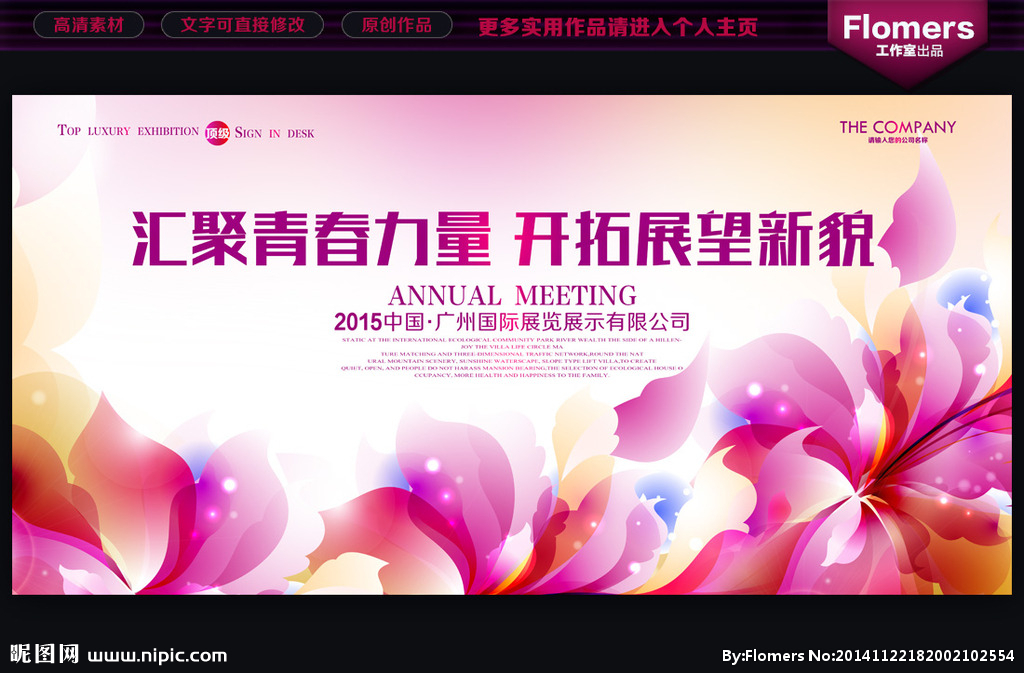 高清素材 文字可直接修改 原创作品 更多实用作品请进入个人主页
Flomers
工作室出品
TOP LUXURY EXHIBITION 顶级 SIGN IN DESK
THE COMPANY
请输入您的公司名称
汇聚青春力量 开拓展望新貌
ANNUAL MEETING
2015中国·广州国际展览展示有限公司
STATIC AT THE INTERNATIONAL ECOLOGICAL COMMUNITY PARK RIVER WEALTH THE SIDE OF A HILLEN-
JOY THE VILLA LIFE CIRCLE MA
TURE MATCHING AND THREE-DIMENSIONAL TRAFFIC NETWORK,ROUND THE NAT
URAL MOUNTAIN SCENERY, SUNSHINE WATERSCAPE, SLOPE TYPE LIFT VILLA,TO CREATE
QUIET, OPEN, AND PEOPLE DO NOT HARASS MANSION BEARING,THE SELECTION OF ECOLOGICAL HOUSE O
CCUPANCY, MORE HEALTH AND HAPPINESS TO THE FAMILY.
昵图网 www.nipic.com
By:Flomers No:20141122182002102554